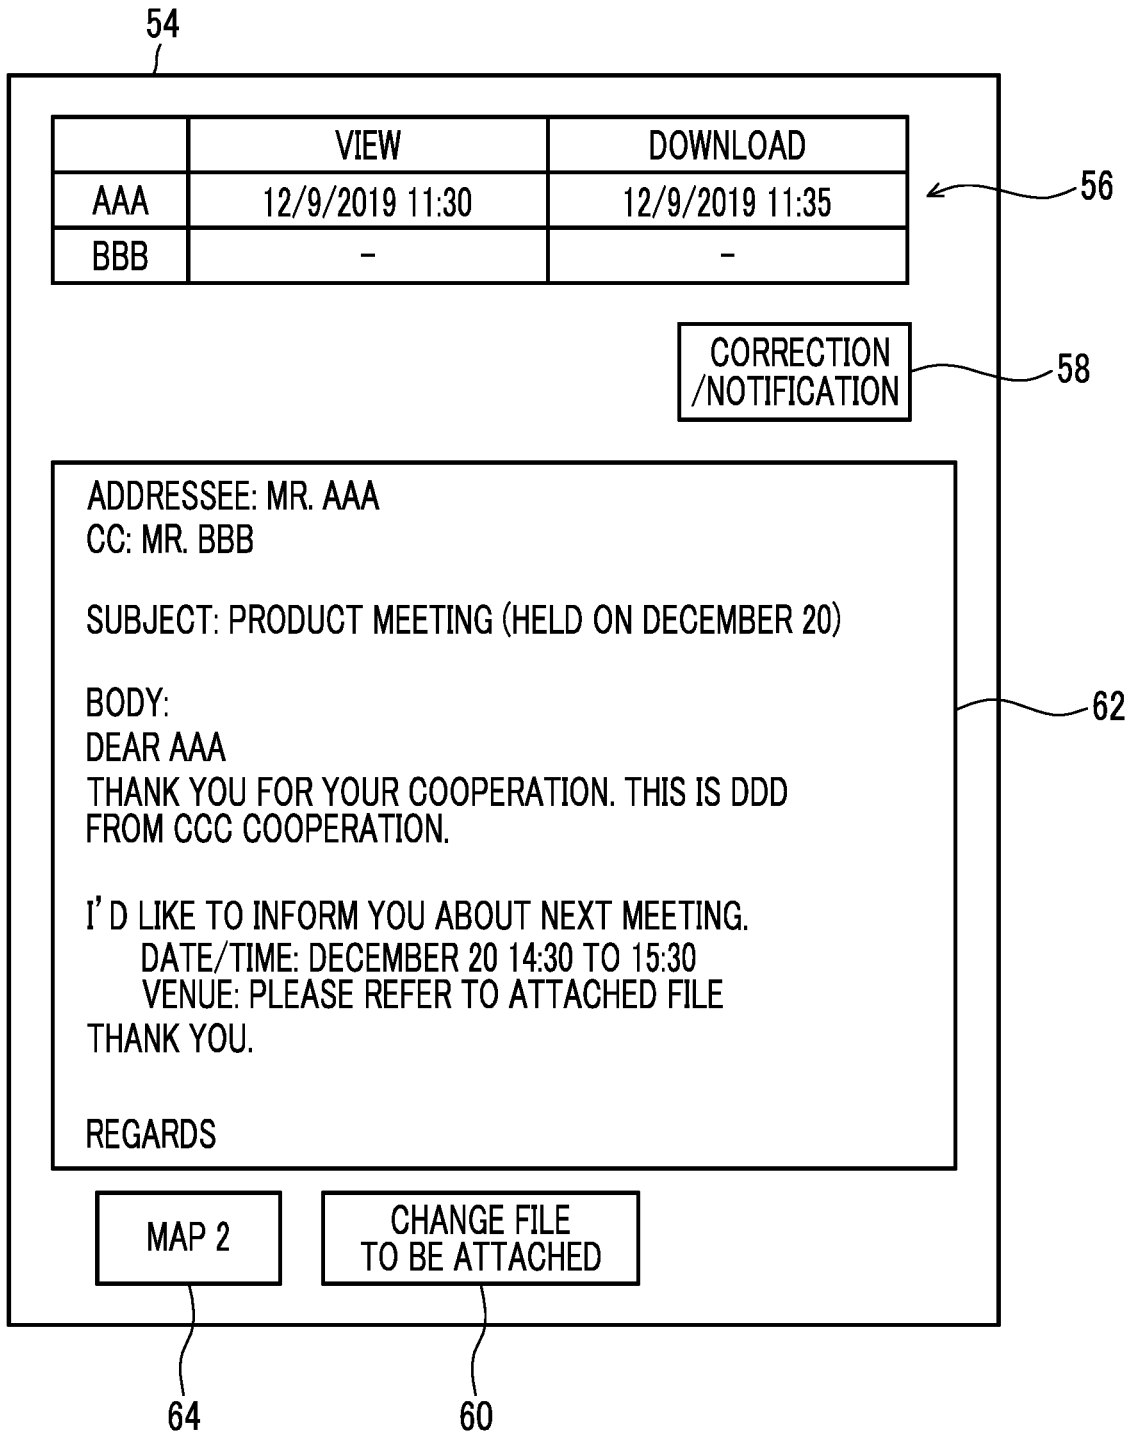 54
VIEW DOWNLOAD
AAA 12/9/2019 11:30 12/9/2019 11:35
56
BBB - -
CORRECTION
/NOTIFICATION
58
ADDRESSEE: MR. AAA
CC: MR. BBB
SUBJECT: PRODUCT MEETING (HELD ON DECEMBER 20)
BODY:
62
DEAR AAA
THANK YOU FOR YOUR COOPERATION. THIS IS DDD
FROM CCC COOPERATION.
I'D LIKE TO INFORM YOU ABOUT NEXT MEETING.
DATE/TIME: DECEMBER 20 14:30 TO 15:30
VENUE: PLEASE REFER TO ATTACHED FILE
THANK YOU.
REGARDS
MAP 2
CHANGE FILE
TO BE ATTACHED
64
60